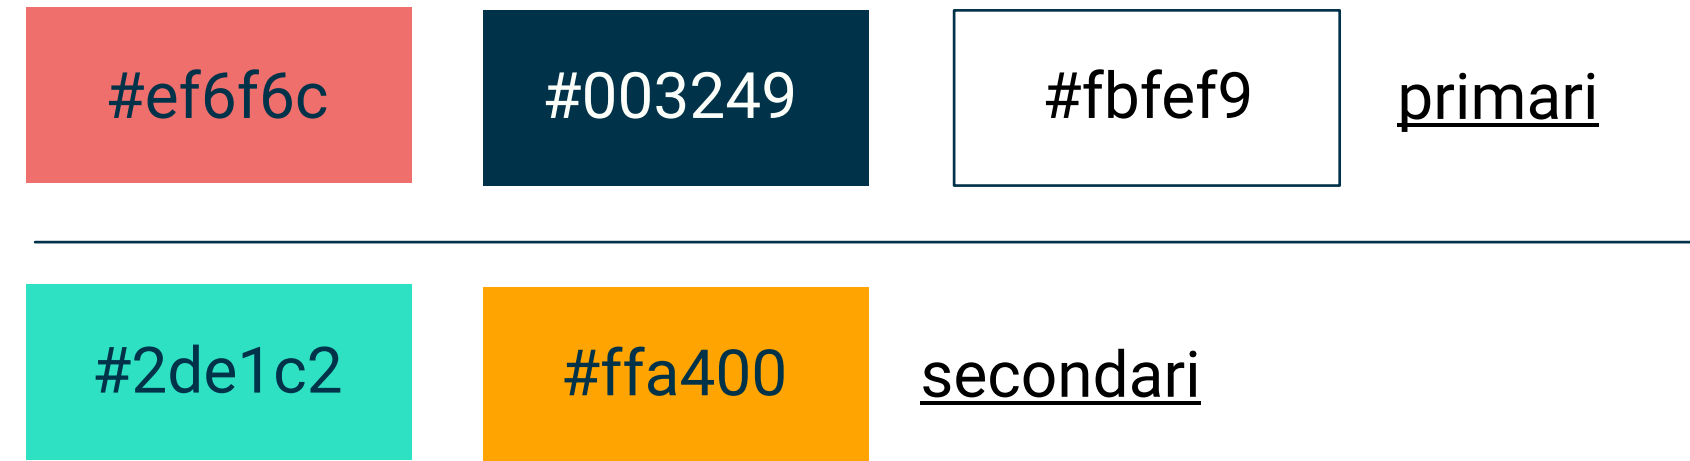 #ef6f6c #003249 #fbfef9 primari
#2de1c2 #ffa400 secondari